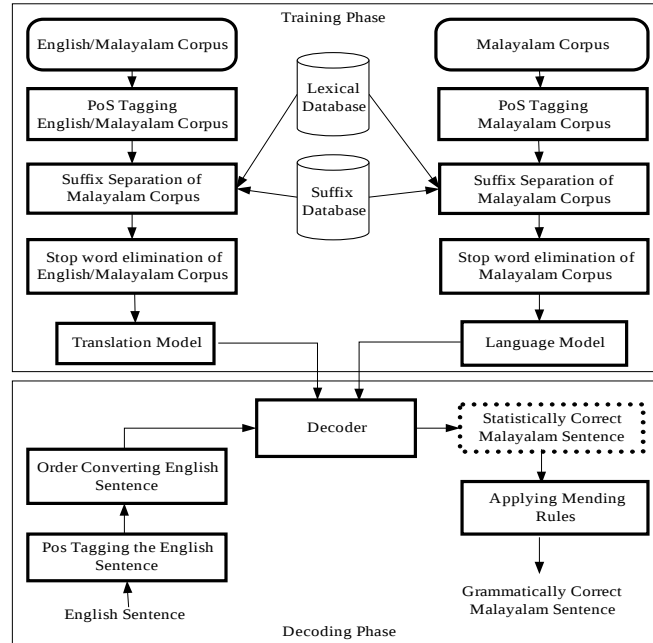 Training Phase
English/Malayalam Corpus
Malayalam Corpus
Lexical
Database
PoS Tagging
English/Malayalam Corpus
PoS Tagging
Malayalam Corpus
Suffix Separation of
Malayalam Corpus
Suffix
Database
Suffix Separation of
Malayalam Corpus
Stop word elimination of
English/Malayalam Corpus
Stop word elimination of
Malayalam Corpus
Translation Model
Language Model
Decoder
Statistically Correct
Malayalam Sentence
Order Converting English
Sentence
Applying Mending
Rules
Pos Tagging the English
Sentence
English Sentence
Grammatically Correct
Malayalam Sentence
Decoding Phase